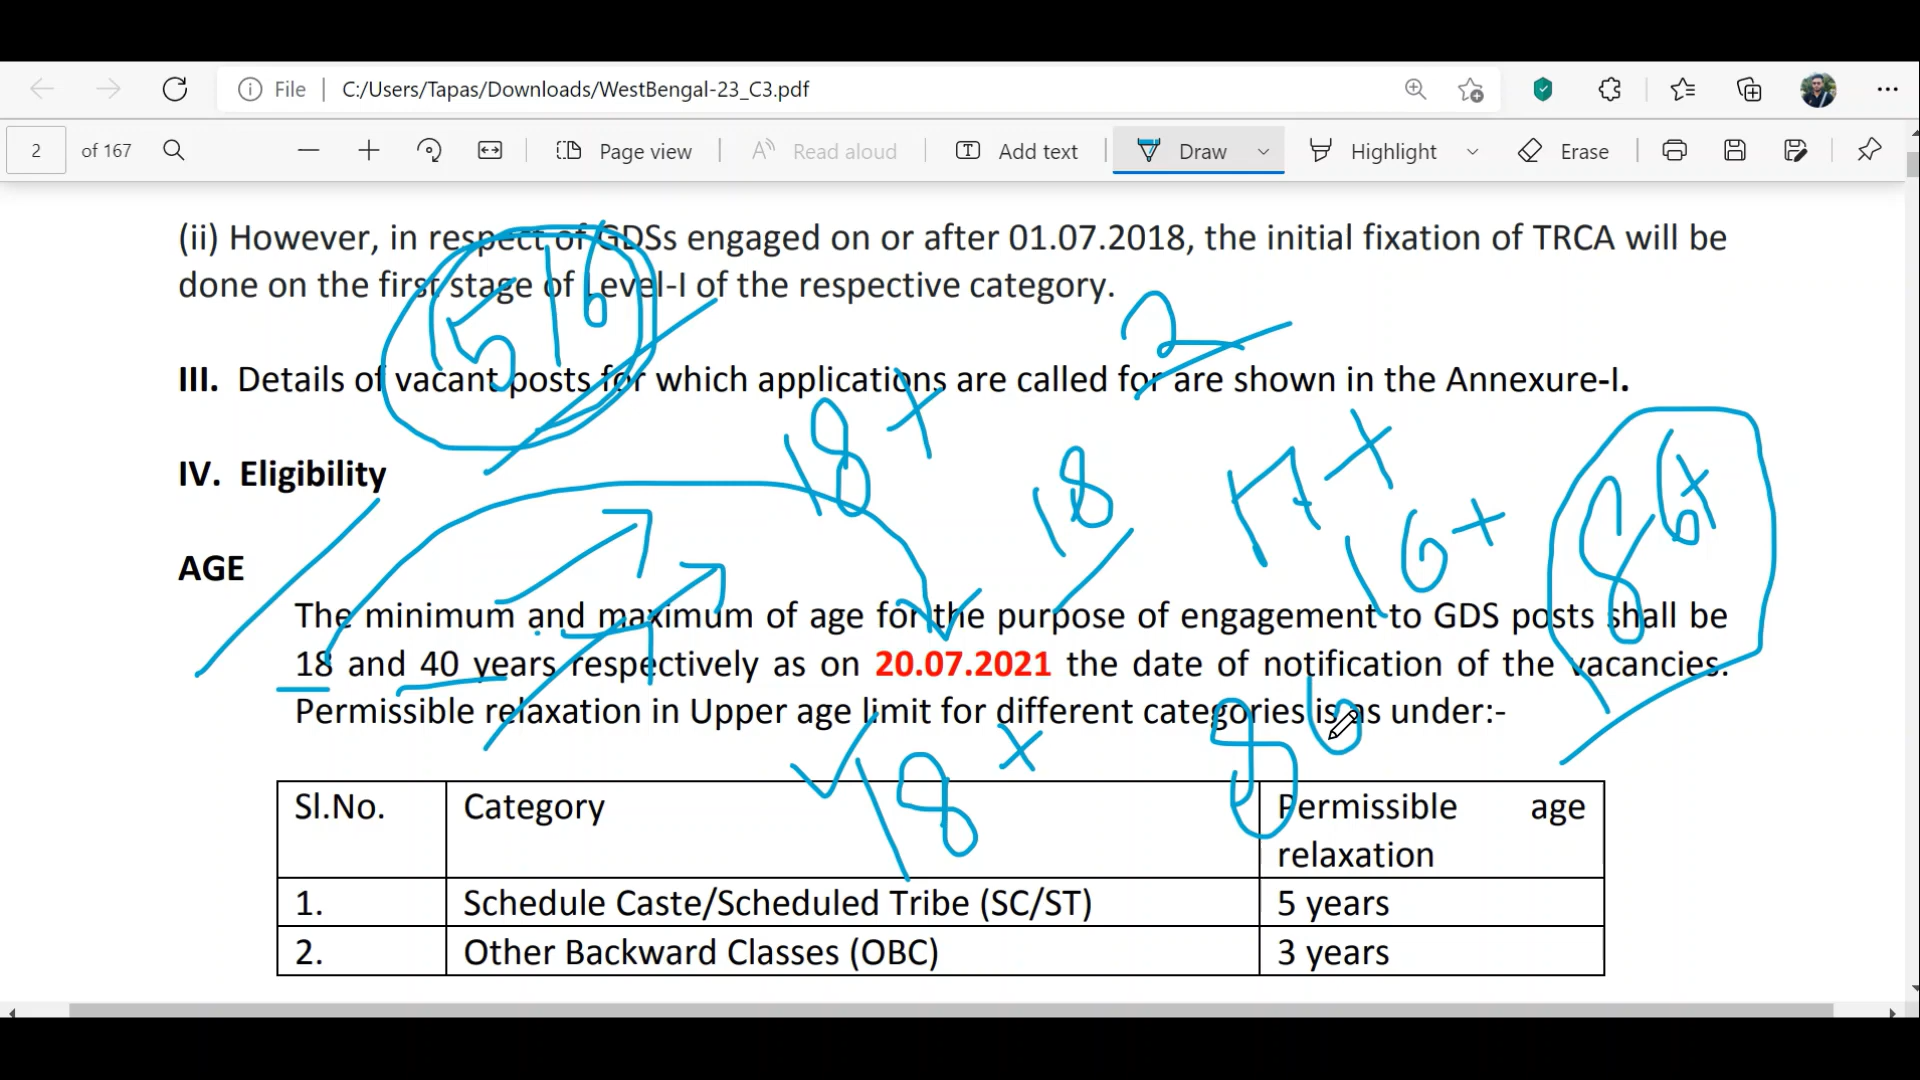 File | C:/Users/Tapas/Downloads/WestBengal-23_C3.pdf
2 of 167 Page view Read aloud Add text Draw Highlight Erase
(ii) However, in respect of GDSs engaged on or after 01.07.2018, the initial fixation of TRCA will be
done on the first stage of Level-I of the respective category.
516
2
III. Details of vacant posts for which applications are called for are shown in the Annexure-I.
18+
IV. Eligibility
18 17+ 16+
AGE
The minimum and maximum of age for the purpose of engagement to GDS posts shall be
18 and 40 years respectively as on 20.07.2021 the date of notification of the vacancies.
Permissible relaxation in Upper age limit for different categories is as under:-
18+
Sl.No. Category Permissible age
relaxation
1. Schedule Caste/Scheduled Tribe (SC/ST) 5 years
2. Other Backward Classes (OBC) 3 years